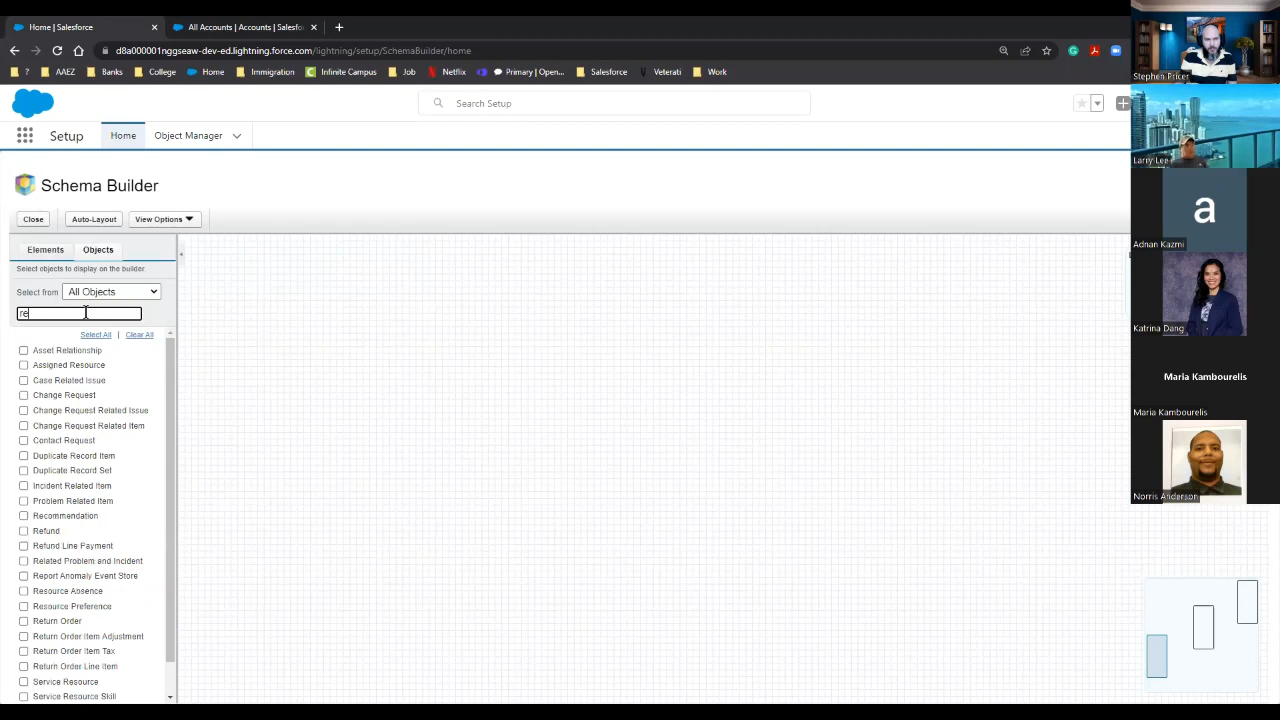 Home | Salesforce
All Accounts | Accounts | Salesfo
d8a000001nggseaw-dev-ed.lightning.force.com/lightning/setup/SchemaBuilder/home
?
AAEZ
Banks
College
Home
Immigration
Infinite Campus
Job
Netflix
Primary | Open...
Salesforce
Veterati
Work
Search Setup
Setup
Home
Object Manager
Schema Builder
Close
Auto-Layout
View Options
Elements
Objects
Select objects to display on the builder.
Select from
All Objects
re
Select All | Clear All
Asset Relationship
Assigned Resource
Case Related Issue
Change Request
Change Request Related Issue
Change Request Related Item
Contact Request
Duplicate Record Item
Duplicate Record Set
Incident Related Item
Problem Related Item
Recommendation
Refund
Refund Line Payment
Related Problem and Incident
Report Anomaly Event Store
Resource Absence
Resource Preference
Return Order
Return Order Item Adjustment
Return Order Item Tax
Return Order Line Item
Service Resource
Service Resource Skill
Stephen Pricer
Larry Lee
a
Adnan Kazmi
Katrina Dang
Maria Kambourelis
Maria Kambourelis
Norris Anderson